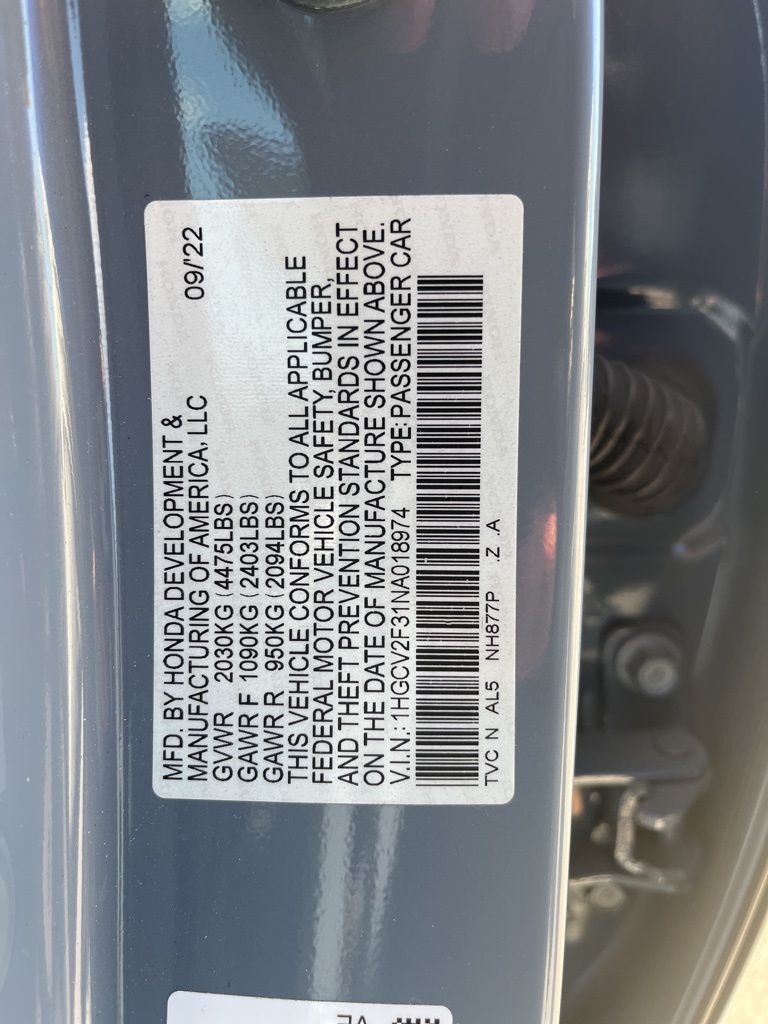 MFD. BY HONDA DEVELOPMENT &
MANUFACTURING OF AMERICA, LLC 09/'22
GVWR 2030KG (4475LBS)
GAWR F 1090KG (2403LBS)
GAWR R 950KG (2094LBS)
THIS VEHICLE CONFORMS TO ALL APPLICABLE
FEDERAL MOTOR VEHICLE SAFETY, BUMPER,
AND THEFT PREVENTION STANDARDS IN EFFECT
ON THE DATE OF MANUFACTURE SHOWN ABOVE.
V.I.N.: 1HGCV2F31NA018974 TYPE: PASSENGER CAR
TVC N AL5 NH877P .Z .A